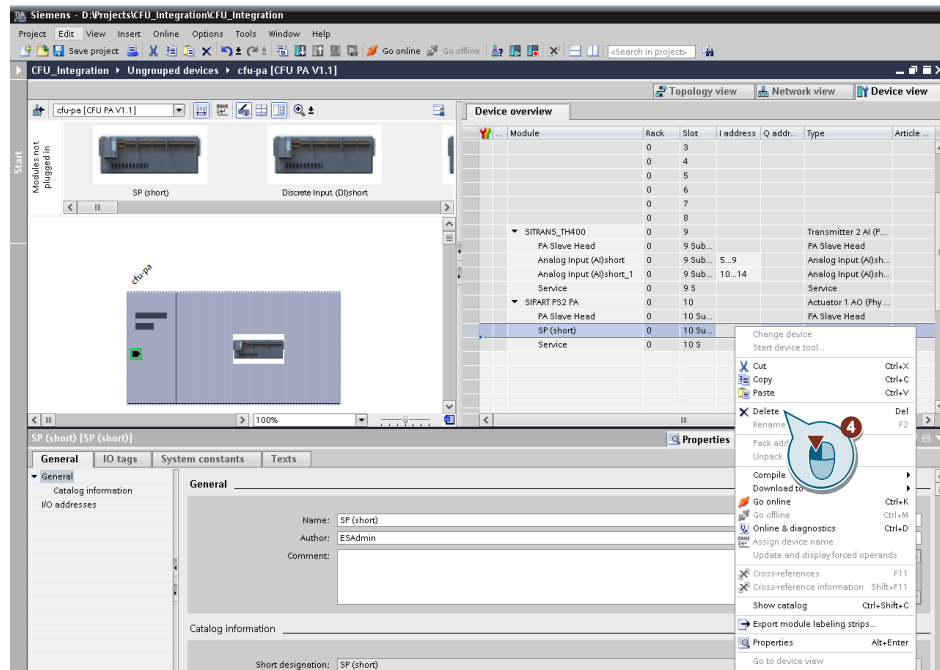 Siemens - D:\Projects\CFU_Integration\CFU_Integration
Project Edit View Insert Online Options Tools Window Help
Save project Go online Go offline <Search in project>
CFU_Integration ▸ Ungrouped devices ▸ cfu-pa [CFU PA V1.1]
Topology view Network view Device view
cfu-pa [CFU PA V1.1]
Device overview
Start
Modules not plugged in
SP (short) Discrete Input (DI)short
cfu-pa
100%
... Module Rack Slot I address Q addr... Type Article ...
0 3
0 4
0 5
0 6
0 7
0 8
SITRANS_TH400 0 9 Transmitter 2 AI (P...
PA Slave Head 0 9 Sub... PA Slave Head
Analog Input (AI)short 0 9 Sub... 5...9 Analog Input (AI)sh...
Analog Input (AI)short_1 0 9 Sub... 10...14 Analog Input (AI)sh...
Service 0 9 S Service
SIPART PS2 PA 0 10 Actuator 1 AO (Phy ...
PA Slave Head 0 10 Su... PA Slave Head
SP (short) 0 10 Su...
Service 0 10 S
Change device
Start device tool...
Cut Ctrl+X
Copy Ctrl+C
Paste Ctrl+V
Delete Del
Rename F2
4
Pack add
Unpack
Compile
Download to
Go online Ctrl+K
Go offline Ctrl+M
Online & diagnostics Ctrl+D
Assign device name
Update and display forced operands
Cross-references F11
Cross-reference information Shift+F11
Show catalog Ctrl+Shift+C
Export module labeling strips...
Properties Alt+Enter
Go to device view
SP (short) [SP (short)] Properties
General IO tags System constants Texts
General
Catalog information
I/O addresses
General
Name: SP (short)
Author: ESAdmin
Comment:
Catalog information
Short designation: SP (short)